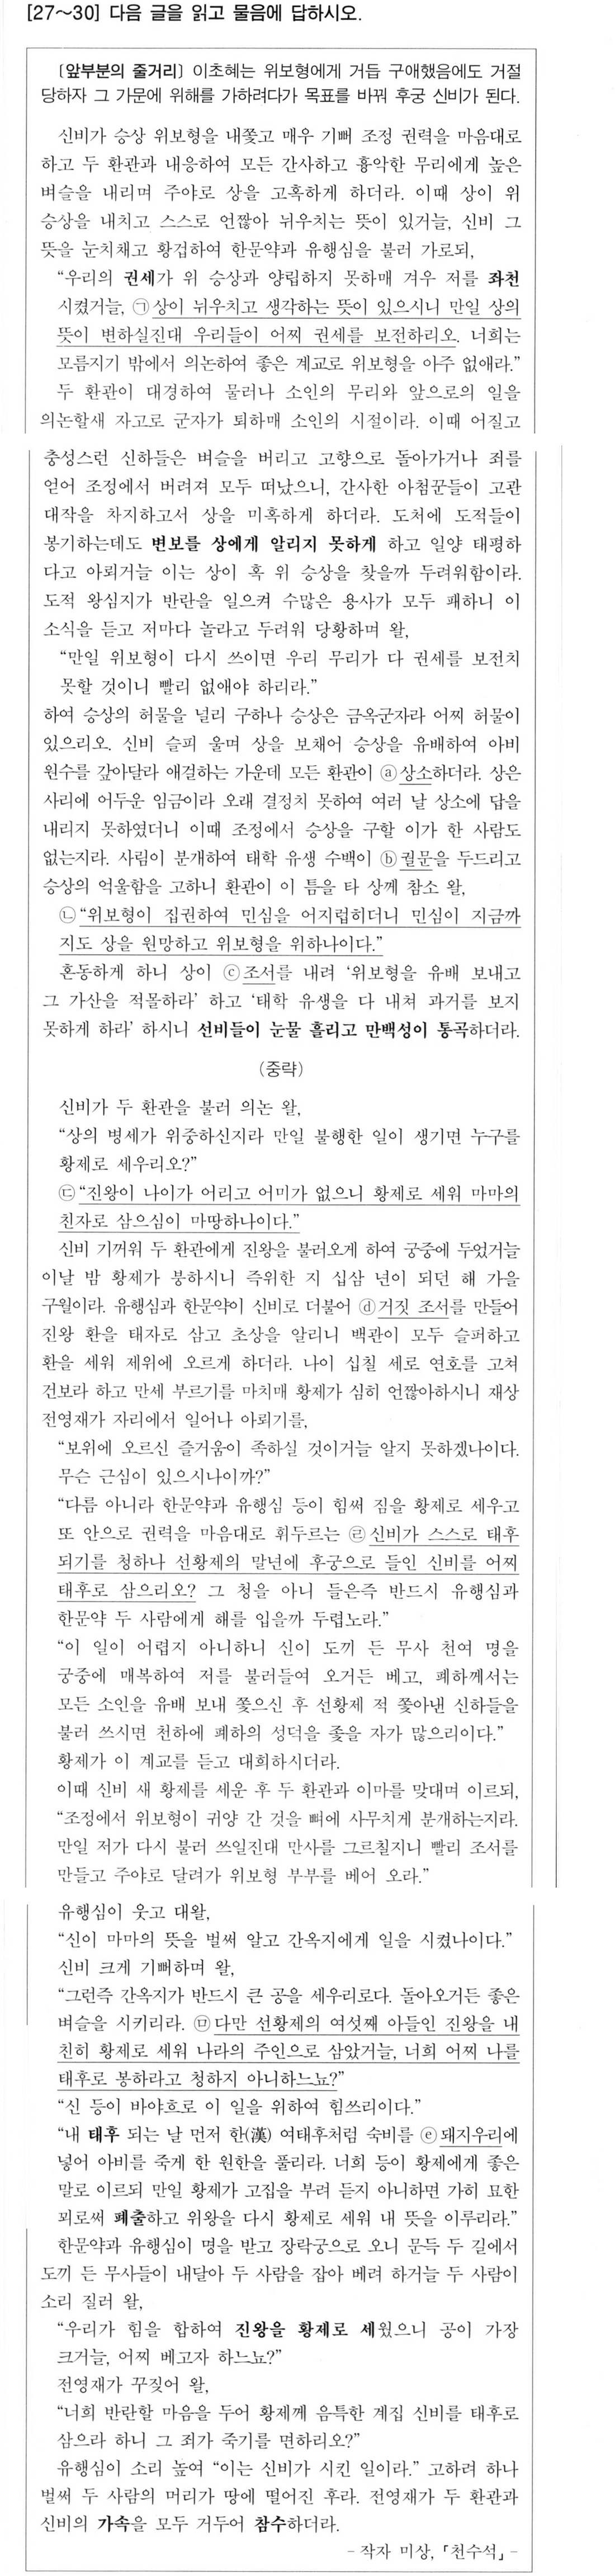 [27～30] 다음 글을 읽고 물음에 답하시오.
[앞부분의 줄거리] 이초혜는 위보형에게 거듭 구애했음에도 거절
당하자 그 가문에 위해를 가하려다가 목표를 바꿔 후궁 신비가 된다.
신비가 승상 위보형을 내쫓고 매우 기뻐 조정 권력을 마음대로
하고 두 환관과 내응하여 모든 간사하고 흉악한 무리에게 높은
벼슬을 내리며 주야로 상을 고혹하게 하더라. 이때 상이 위
승상을 내치고 스스로 언짢아 뉘우치는 뜻이 있거늘, 신비 그
뜻을 눈치채고 황겁하여 한문약과 유행심을 불러 가로되,
“우리의 권세가 위 승상과 양립하지 못하매 겨우 저를 좌천
시켰거늘, ㉠상이 뉘우치고 생각하는 뜻이 있으시니 만일 상의
뜻이 변하실진대 우리들이 어찌 권세를 보전하리오. 너희는
모름지기 밖에서 의논하여 좋은 계교로 위보형을 아주 없애라.”
두 환관이 대경하여 물러나 소인의 무리와 앞으로의 일을
의논할새 자고로 군자가 퇴하매 소인의 시절이라. 이때 어질고
충성스런 신하들은 벼슬을 버리고 고향으로 돌아가거나 죄를
얻어 조정에서 버려져 모두 떠났으니, 간사한 아첨꾼들이 고관
대작을 차지하고서 상을 미혹하게 하더라. 도처에 도적들이
봉기하는데도 변보를 상에게 알리지 못하게 하고 일양 태평하
다고 아뢰거늘 이는 상이 혹 위 승상을 찾을까 두려워함이라.
도적 왕심지가 반란을 일으켜 수많은 용사가 모두 패하니 이
소식을 듣고 저마다 놀라고 두려워 당황하며 왈,
“만일 위보형이 다시 쓰이면 우리 무리가 다 권세를 보전치
못할 것이니 빨리 없애야 하리라.”
하여 승상의 허물을 널리 구하나 승상은 금옥군자라 어찌 허물이
있으리오. 신비 슬피 울며 상을 보채어 승상을 유배하여 아비
원수를 갚아달라 애걸하는 가운데 모든 환관이 ⓐ상소하더라. 상은
사리에 어두운 임금이라 오래 결정치 못하여 여러 날 상소에 답을
내리지 못하였더니 이때 조정에서 승상을 구할 이가 한 사람도
없는지라. 사림이 분개하여 태학 유생 수백이 ⓑ궐문을 두드리고
승상의 억울함을 고하니 환관이 이 틈을 타 상께 참소 왈,
㉡“위보형이 집권하여 민심을 어지럽히더니 민심이 지금까
지도 상을 원망하고 위보형을 위하나이다.”
혼동하게 하니 상이 ⓒ조서를 내려 ‘위보형을 유배 보내고
그 가산을 적몰하라’ 하고 ‘태학 유생을 다 내쳐 과거를 보지
못하게 하라’ 하시니 선비들이 눈물 흘리고 만백성이 통곡하더라.
(중략)
신비가 두 환관을 불러 의논 왈,
“상의 병세가 위중하신지라 만일 불행한 일이 생기면 누구를
황제로 세우리오?”
㉢“진왕이 나이가 어리고 어미가 없으니 황제로 세워 마마의
친자로 삼으심이 마땅하나이다.”
신비 기꺼워 두 환관에게 진왕을 불러오게 하여 궁중에 두었거늘
이날 밤 황제가 붕하시니 즉위한 지 십삼 년이 되던 해 가을
구월이라. 유행심과 한문약이 신비로 더불어 ⓓ거짓 조서를 만들어
진왕 환을 태자로 삼고 초상을 알리니 백관이 모두 슬퍼하고
환을 세워 제위에 오르게 하더라. 나이 십칠 세로 연호를 고쳐
건보라 하고 만세 부르기를 마치매 황제가 심히 언짢아하시니 재상
전영재가 자리에서 일어나 아뢰기를,
“보위에 오르신 즐거움이 족하실 것이거늘 알지 못하겠나이다.
무슨 근심이 있으시나이까?”
“다름 아니라 한문약과 유행심 등이 힘써 짐을 황제로 세우고
또 안으로 권력을 마음대로 휘두르는 ㉣신비가 스스로 태후
되기를 청하나 선황제의 말년에 후궁으로 들인 신비를 어찌
태후로 삼으리오? 그 청을 아니 들은즉 반드시 유행심과
한문약 두 사람에게 해를 입을까 두렵노라.”
“이 일이 어렵지 아니하니 신이 도끼 든 무사 천여 명을
궁중에 매복하여 저를 불러들여 오거든 베고, 폐하께서는
모든 소인을 유배 보내 쫓으신 후 선황제 적 쫓아낸 신하들을
불러 쓰시면 천하에 폐하의 성덕을 좇을 자가 많으리이다.”
황제가 이 계교를 듣고 대희하시더라.
이때 신비 새 황제를 세운 후 두 환관과 이마를 맞대며 이르되,
“조정에서 위보형이 귀양 간 것을 뼈에 사무치게 분개하는지라.
만일 저가 다시 불러 쓰일진대 만사를 그르칠지니 빨리 조서를
만들고 주야로 달려가 위보형 부부를 베어 오라.”
유행심이 웃고 대왈,
“신이 마마의 뜻을 벌써 알고 간옥지에게 일을 시켰나이다.”
신비 크게 기뻐하며 왈,
“그런즉 간옥지가 반드시 큰 공을 세우리로다. 돌아오거든 좋은
벼슬을 시키리라. ㉤다만 선황제의 여섯째 아들인 진왕을 내
친히 황제로 세워 나라의 주인으로 삼았거늘, 너희 어찌 나를
태후로 봉하라고 청하지 아니하느뇨?”
“신 등이 바야흐로 이 일을 위하여 힘쓰리이다.”
“내 태후 되는 날 먼저 한(漢) 여태후처럼 숙비를 ⓔ돼지우리에
넣어 아비를 죽게 한 원한을 풀리라. 너희 등이 황제에게 좋은
말로 이르되 만일 황제가 고집을 부려 듣지 아니하면 가히 묘한
꾀로써 폐출하고 위왕을 다시 황제로 세워 내 뜻을 이루리라.”
한문약과 유행심이 명을 받고 장락궁으로 오니 문득 두 길에서
도끼 든 무사들이 내달아 두 사람을 잡아 베려 하거늘 두 사람이
소리 질러 왈,
“우리가 힘을 합하여 진왕을 황제로 세웠으니 공이 가장
크거늘, 어찌 베고자 하느뇨?”
전영재가 꾸짖어 왈,
“너희 반란할 마음을 두어 황제께 음특한 계집 신비를 태후로
삼으라 하니 그 죄가 죽기를 면하리오?”
유행심이 소리 높여 “이는 신비가 시킨 일이라.” 고하려 하나
벌써 두 사람의 머리가 땅에 떨어진 후라. 전영재가 두 환관과
신비의 가속을 모두 거두어 참수하더라.
- 작자 미상, 「천수석」 -